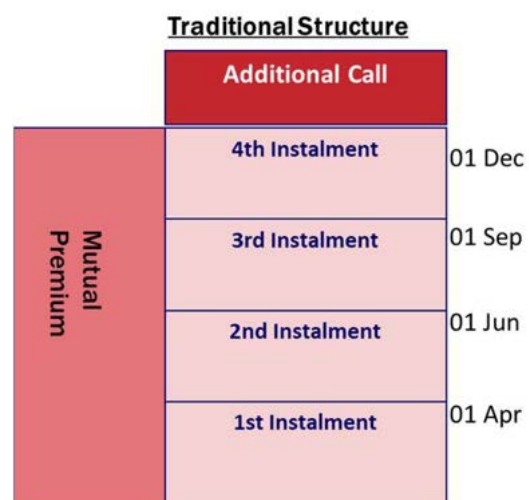 Traditional Structure
Additional Call
4th Instalment
01 Dec
3rd Instalment
01 Sep
Mutual
Premium
2nd Instalment
01 Jun
1st Instalment
01 Apr